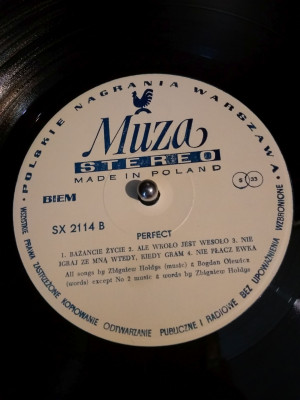 POLSKIE NAGRANIA WARSZAWA
Muza
STEREO
MADE IN POLAND
BIEM
33
SX 2114 B
PERFECT
1. BAŻANCIE ŻYCIE 2. ALE WKOŁO JEST WESOŁO 3. NIE
IGRAJ ZE MNĄ WTEDY, KIEDY GRAM 4. NIE PŁACZ EWKA
All songs by Zbigniew Hołdys (music) & Bogdan Olewicz
(words) except No 2 music & words by Zbigniew Hołdys
WSZELKIE PRAWA ZASTRZEŻONE KOPIOWANIE ODTWARZANIE PUBLICZNE I RADIOWE BEZ UPOWAŻNIENIA WZBRONIONE